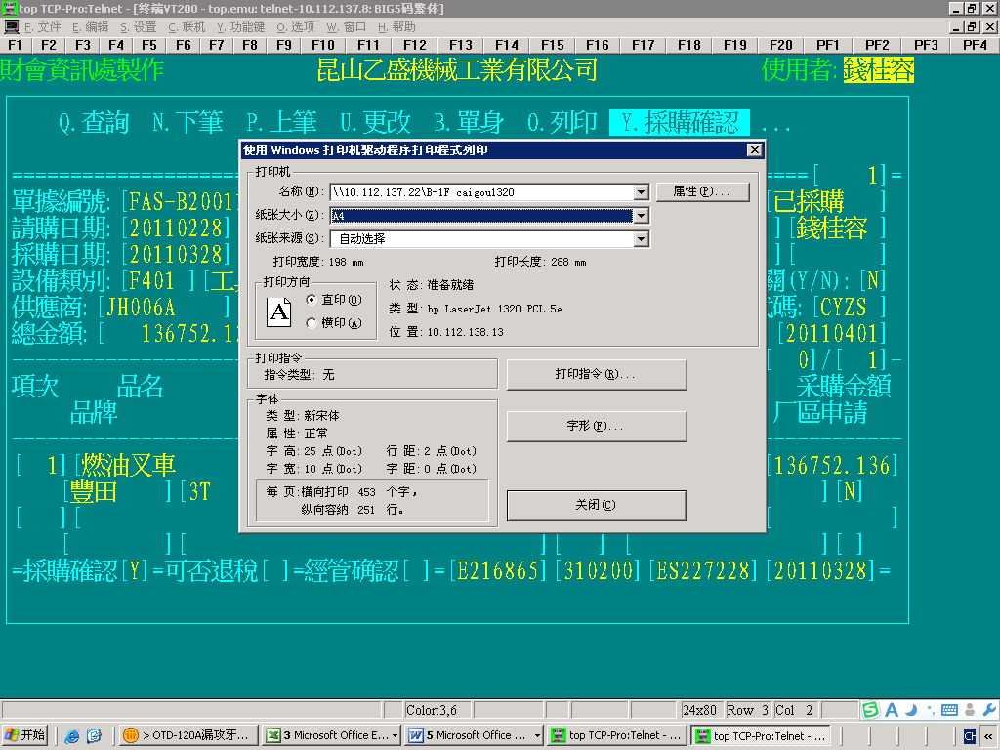 top TCP-Pro:Telnet - [终端VT200 - top.emu: telnet-10.112.137.8: BIG5码繁体]
F. 文件 E. 编辑 S. 设置 C. 联机 Y. 功能键 O. 选项 W. 窗口 H. 帮助
F1 F2 F3 F4 F5 F6 F7 F8 F9 F10 F11 F12 F13 F14 F15 F16 F17 F18 F19 F20 PF1 PF2 PF3 PF4
財會資訊處製作 昆山乙盛機械工業有限公司 使用者: 錢桂容
Q.查詢 N.下筆 P.上筆 U.更改 B.單身 O.列印 Y.採購確認 ...
使用 Windows 打印机驱动程序打印程式列印
打印机
名称(N): \\10.112.137.22\B-1F caigou1320 属性(P)...
纸张大小(Z): A4
纸张来源(S): 自动选择
打印宽度: 198 mm 打印长度: 288 mm
打印方向
A 直印(O)
横印(A)
状 态: 准备就绪
类 型: hp LaserJet 1320 PCL 5e
位 置: 10.112.138.13
打印指令
指令类型: 无
打印指令(R)...
字体
类 型: 新宋体
属 性: 正常
字 高: 25 点(Dot) 行 距: 2 点(Dot)
字 宽: 10 点(Dot) 字 距: 0 点(Dot)
每 页:横向打印 453 个字,
纵向容纳 251 行。
字形(F)...
关闭(C)
====[ 1]=
單據編號: [FAS-B2001 [已採購 ]
請購日期: [20110228] ][錢桂容 ]
採購日期: [20110328] ][ ]
設備類別: [F401 ][工 關(Y/N): [N]
供應商: [JH006A ] 代碼: [CYZS ]
總金額: [ 136752.1 [20110401]
[ 0]/[ 1]-
項次 品名 採購金額
品牌 厂區申請
[ 1][燃油叉車 [136752.136]
[豐田 ][3T ][N]
[ ][ ]
[ ][ ][ ] [ ][ ]
=採購確認[Y]=可否退稅[ ]=經管确認[ ]=[E216865][310200][ES227228][20110328]=
Color:3,6 24x80 Row 3 Col 2
开始 > OTD-120A漏攻牙... 3 Microsoft Office E... 5 Microsoft Office ... top TCP-Pro:Telnet - ... top TCP-Pro:Telnet - ... CH «